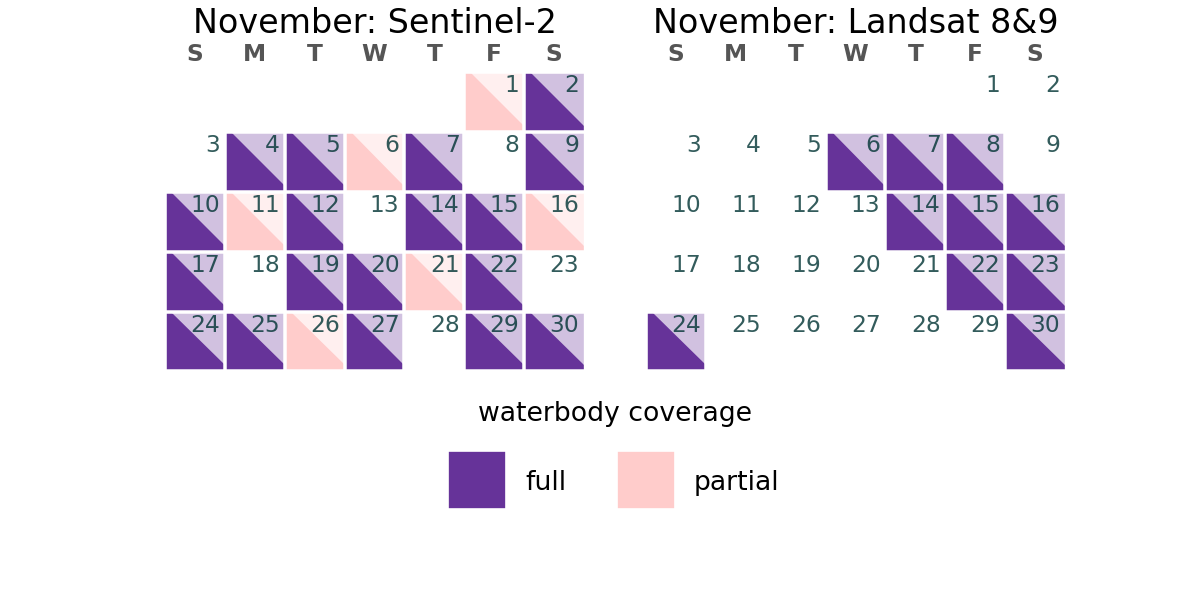 November: Sentinel-2
S M T W T F S
1 2
3 4 5 6 7 8 9
10 11 12 13 14 15 16
17 18 19 20 21 22 23
24 25 26 27 28 29 30
November: Landsat 8&9
S M T W T F S
1 2
3 4 5 6 7 8 9
10 11 12 13 14 15 16
17 18 19 20 21 22 23
24 25 26 27 28 29 30
waterbody coverage
full partial